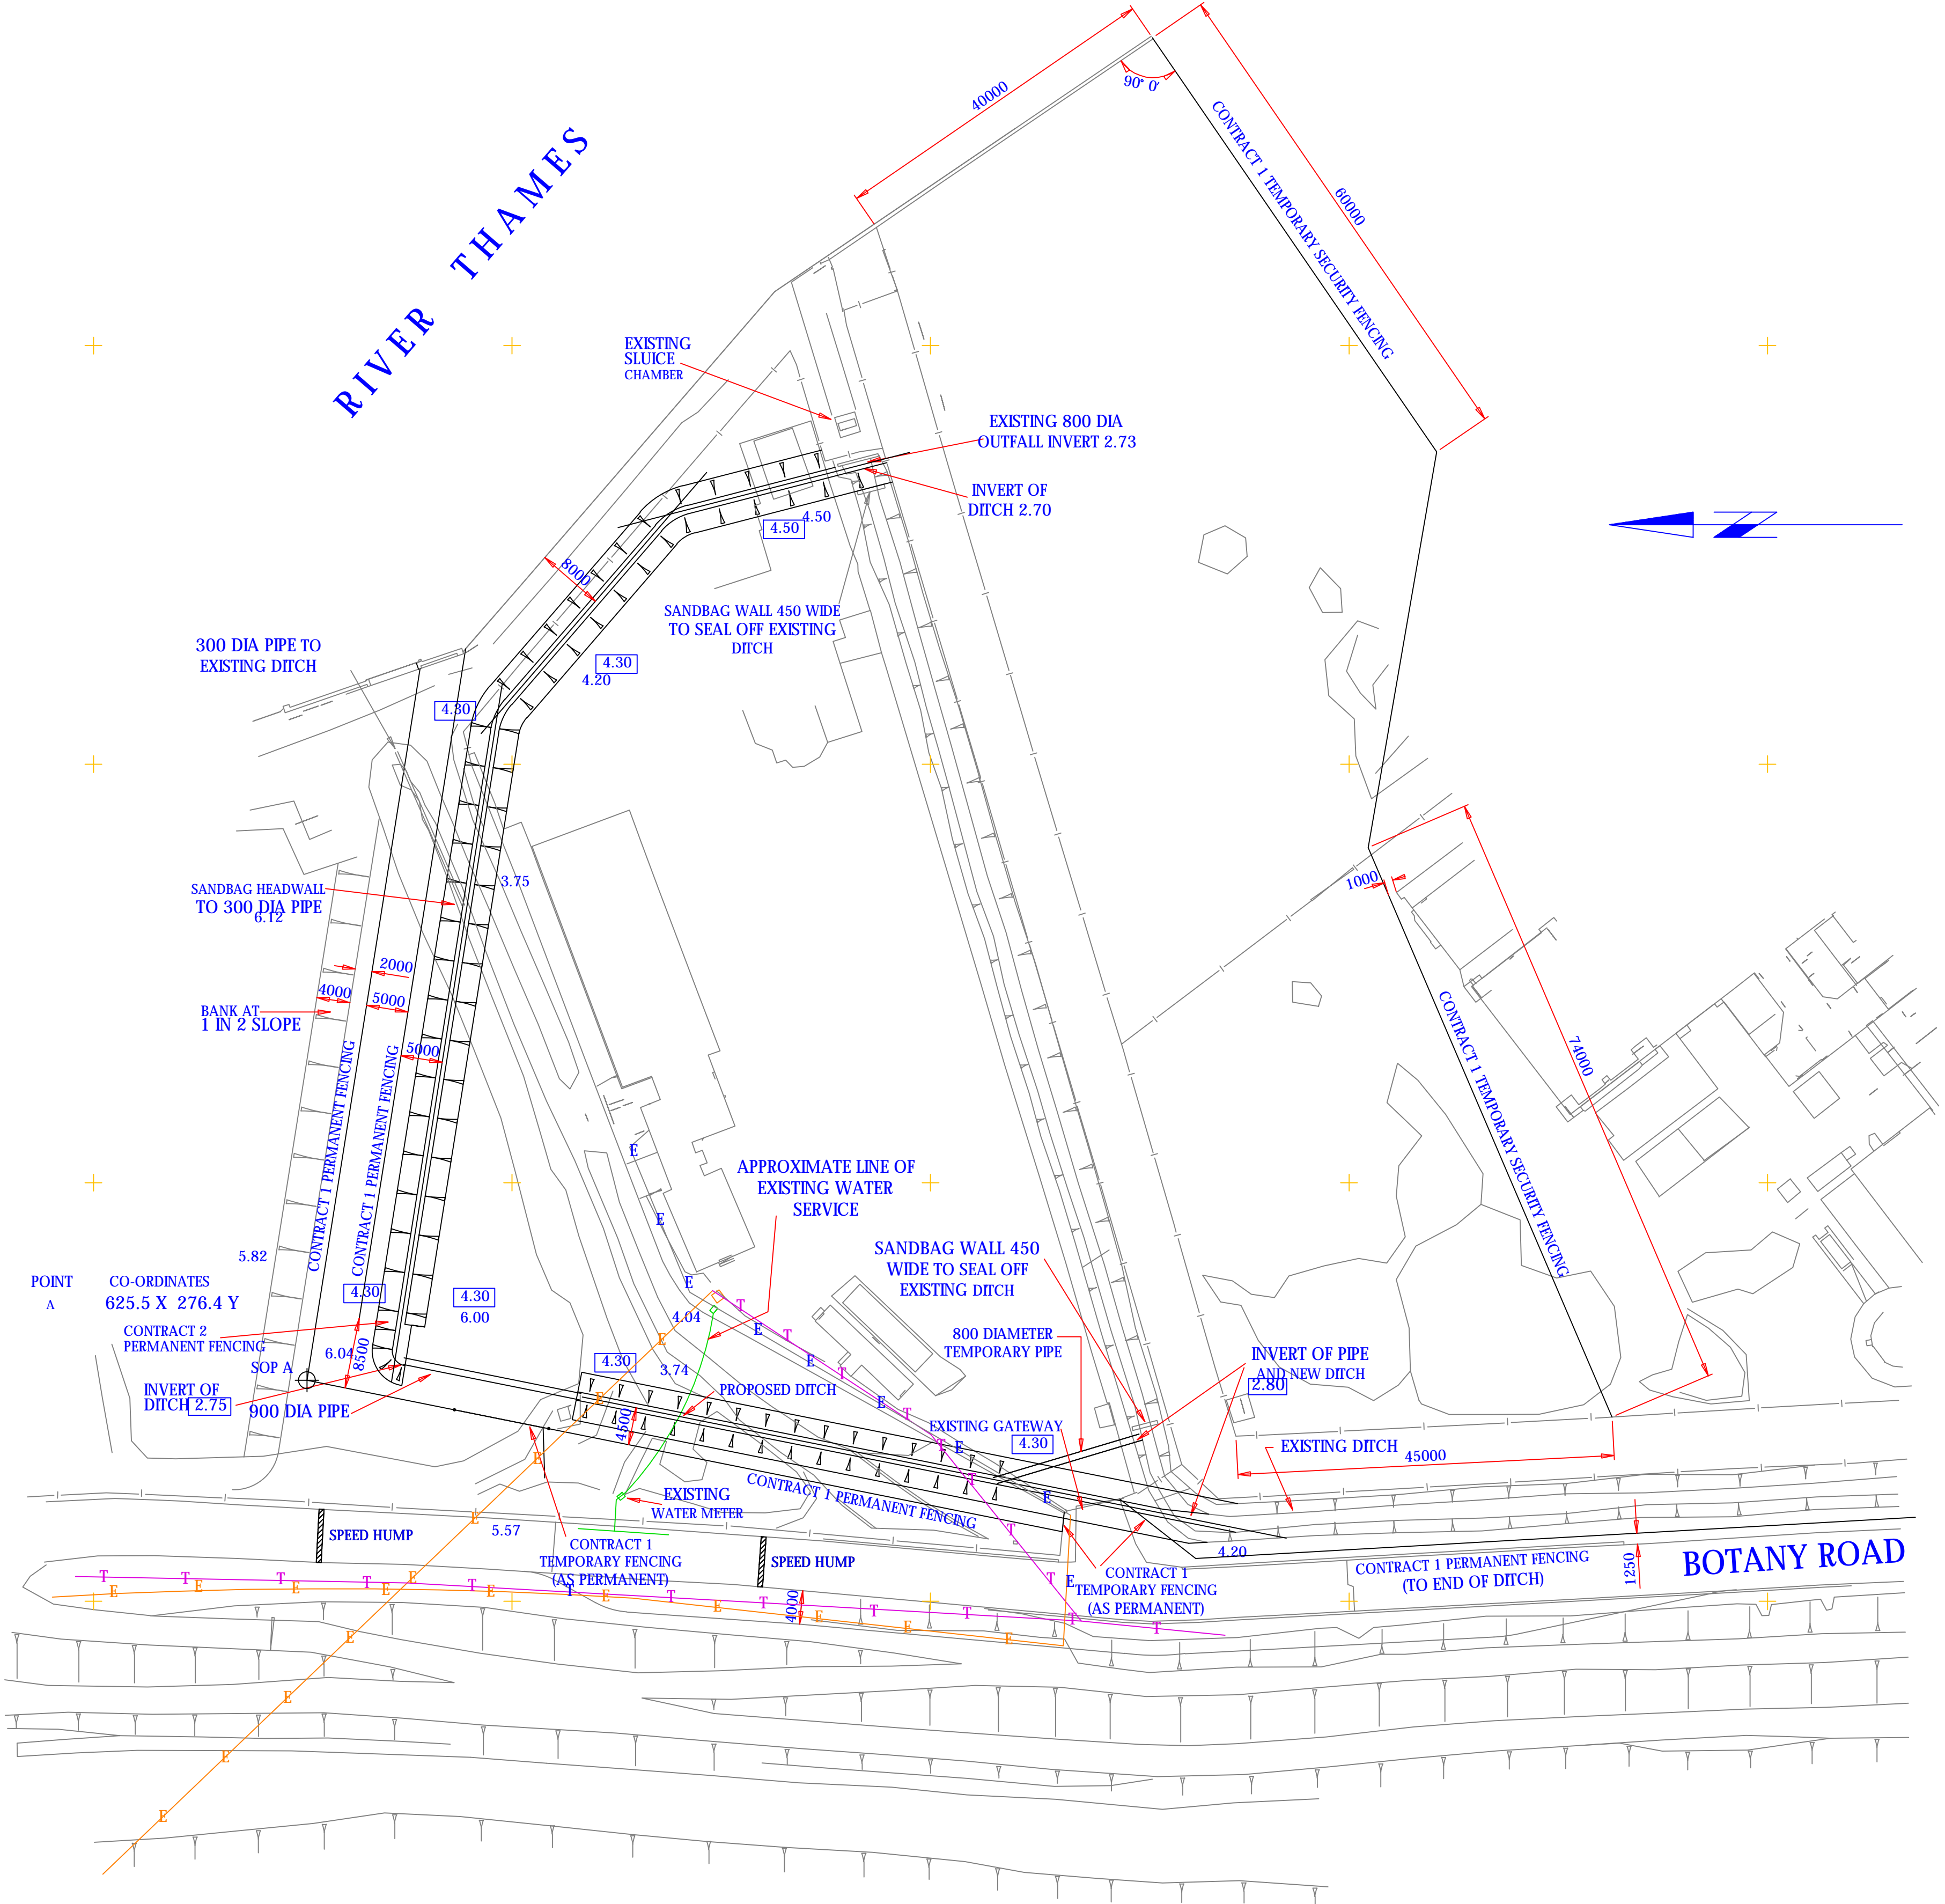 40000
90° 0'
CONTRACT 1 TEMPORARY SECURITY FENCING
60000
RIVER THAMES
EXISTING
SLUICE
CHAMBER
EXISTING 800 DIA
OUTFALL INVERT 2.73
INVERT OF
DITCH 2.70
4.50
4.50
8000
SANDBAG WALL 450 WIDE
TO SEAL OFF EXISTING
DITCH
300 DIA PIPE TO
EXISTING DITCH
4.30
4.20
4.30
3.75
1000
SANDBAG HEADWALL
TO 300 DIA PIPE
6.12
2000
4000
5000
BANK AT
1 IN 2 SLOPE
5000
CONTRACT 1 PERMANENT FENCING
CONTRACT 1 PERMANENT FENCING
CONTRACT 1 TEMPORARY SECURITY FENCING
74000
E
APPROXIMATE LINE OF
EXISTING WATER
SERVICE
E
SANDBAG WALL 450
WIDE TO SEAL OFF
EXISTING DITCH
5.82
POINT
A
CO-ORDINATES
625.5 X 276.4 Y
4.30
4.30
6.00
E
T
4.04
E
T
E
CONTRACT 2
PERMANENT FENCING
6.04
8500
SOP A
800 DIAMETER
TEMPORARY PIPE
INVERT OF PIPE
AND NEW DITCH
2.80
4.30
3.74
E
T
INVERT OF
DITCH 2.75
900 DIA PIPE
PROPOSED DITCH
E
E
T
4500
EXISTING GATEWAY
4.30
T
E
EXISTING DITCH
45000
E
T
CONTRACT 1 PERMANENT FENCING
EXISTING
WATER METER
E
E
SPEED HUMP
5.57
T
CONTRACT 1
TEMPORARY FENCING
(AS PERMANENT)
SPEED HUMP
4.20
CONTRACT 1
TEMPORARY FENCING
(AS PERMANENT)
CONTRACT 1 PERMANENT FENCING
(TO END OF DITCH)
1250
BOTANY ROAD
T
T
T
T
E
T
T
T
T
T
T
T
T
T
T
E
E
E
E
E
E
E
E
E
E
E
4000
E
E
E
E